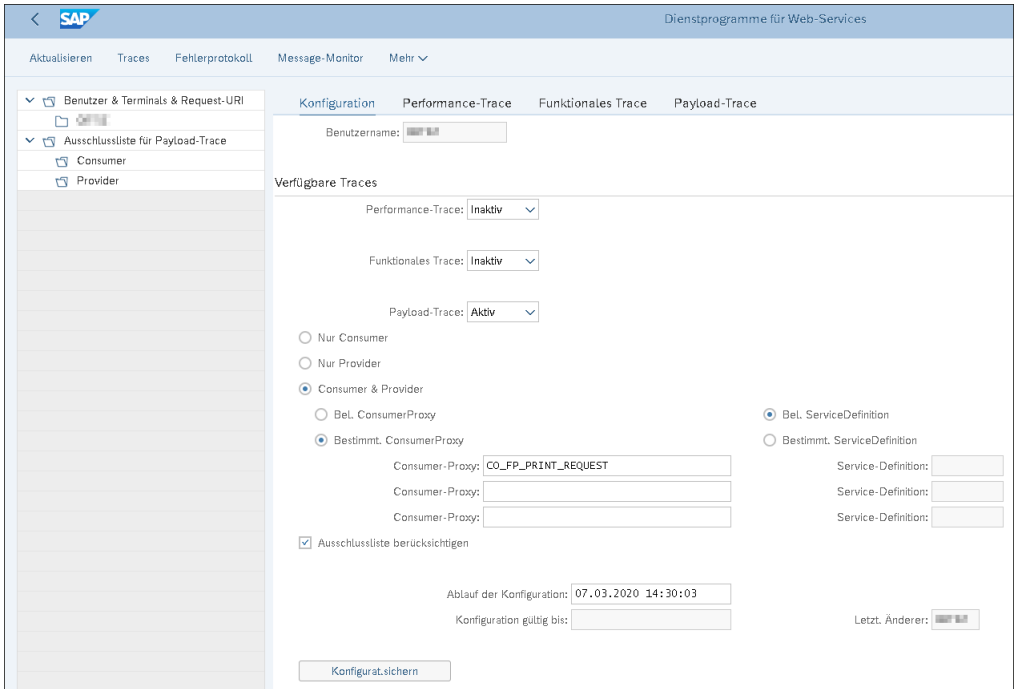 SAP
Dienstprogramme für Web-Services
Aktualisieren Traces Fehlerprotokoll Message-Monitor Mehr
Benutzer & Terminals & Request-URI
Ausschlussliste für Payload-Trace
Consumer
Provider
Konfiguration Performance-Trace Funktionales Trace Payload-Trace
Benutzername:
Verfügbare Traces
Performance-Trace: Inaktiv
Funktionales Trace: Inaktiv
Payload-Trace: Aktiv
Nur Consumer
Nur Provider
Consumer & Provider
Bel. ConsumerProxy Bel. ServiceDefinition
Bestimmt. ConsumerProxy Bestimmt. ServiceDefinition
Consumer-Proxy: CO_FP_PRINT_REQUEST Service-Definition:
Consumer-Proxy: Service-Definition:
Consumer-Proxy: Service-Definition:
Ausschlussliste berücksichtigen
Ablauf der Konfiguration: 07.03.2020 14:30:03
Konfiguration gültig bis: Letzt. Änderer:
Konfigurat.sichern